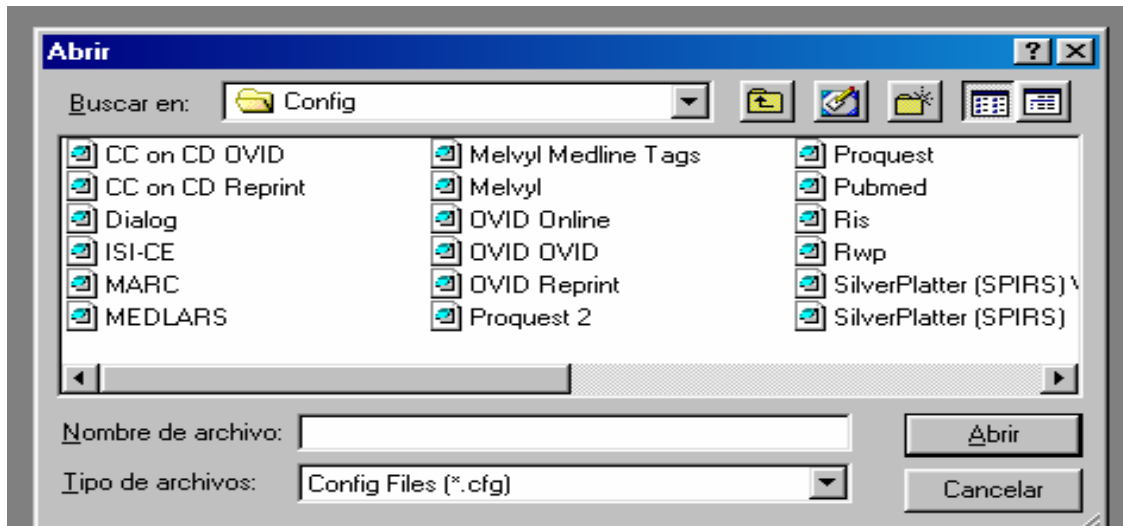 Abrir
Buscar en: Config
CC on CD OVID
CC on CD Reprint
Dialog
ISI-CE
MARC
MEDLARS
Melvyl Medline Tags
Melvyl
OVID Online
OVID OVID
OVID Reprint
Proquest 2
Proquest
Pubmed
Ris
Rwp
SilverPlatter (SPIRS)
SilverPlatter (SPIRS)
Nombre de archivo:
Abrir
Tipo de archivos: Config Files (*.cfg)
Cancelar